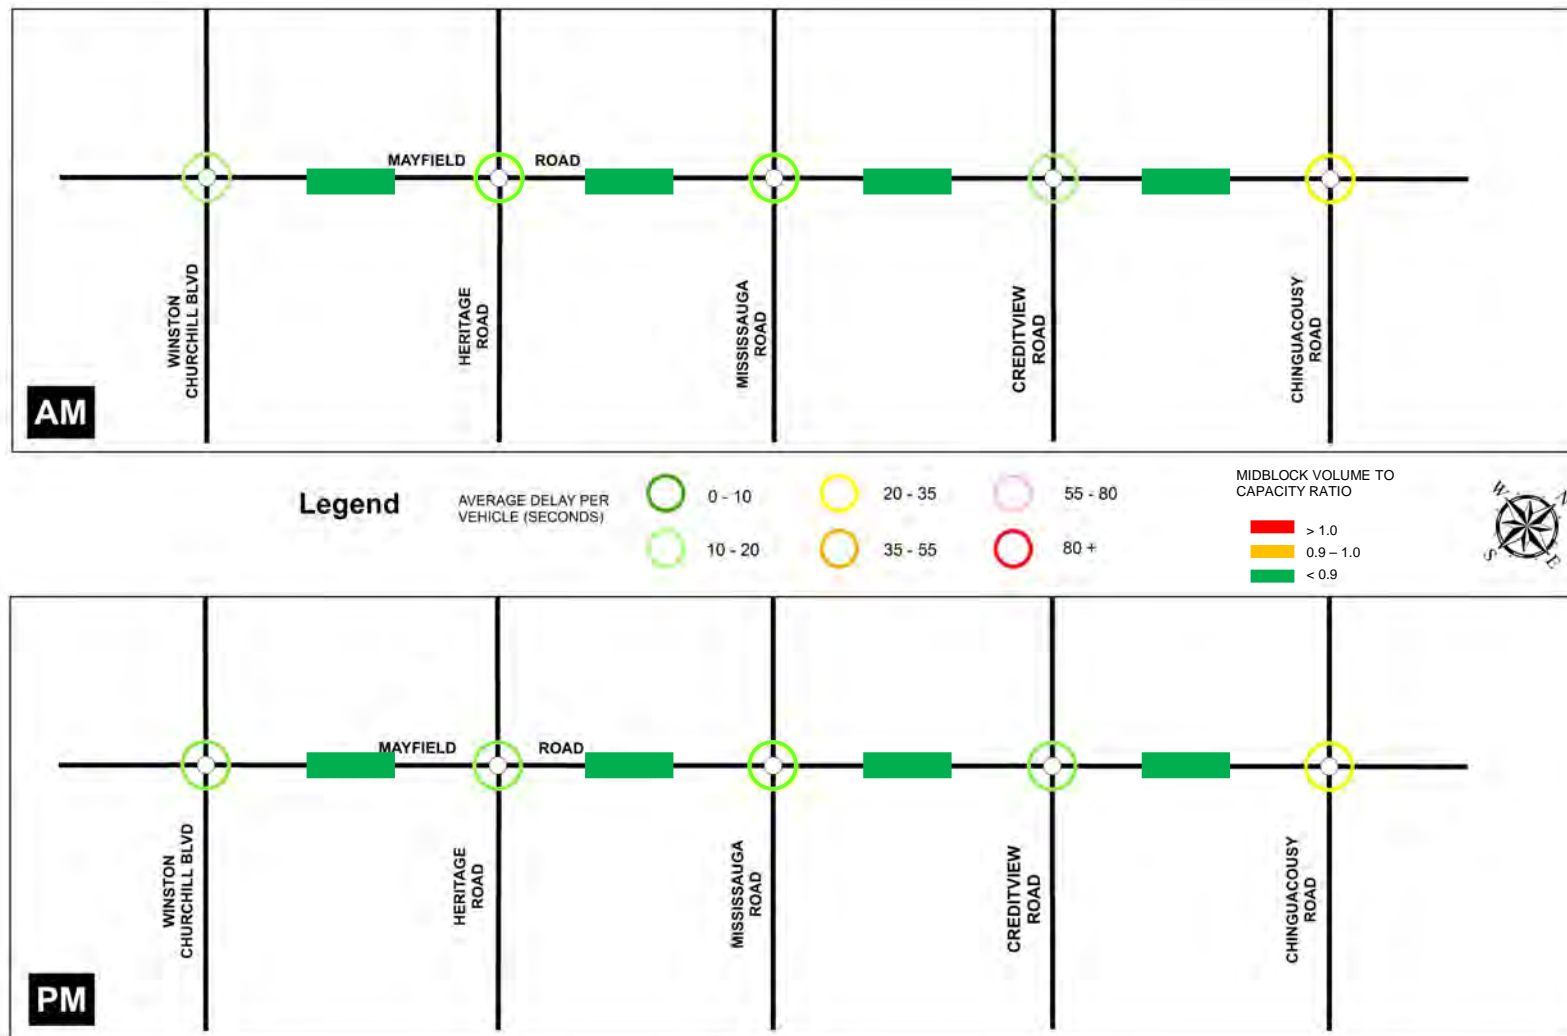 MAYFIELD ROAD
WINSTON
CHURCHILL BLVD
HERITAGE
ROAD
MISSISSAUGA
ROAD
CREDITVIEW
ROAD
CHINGUACOUSY
ROAD
AM
Legend
AVERAGE DELAY PER
VEHICLE (SECONDS)
0 - 10
10 - 20
20 - 35
35 - 55
55 - 80
80 +
MIDBLOCK VOLUME TO
CAPACITY RATIO
> 1.0
0.9 – 1.0
< 0.9
W
N
S
E
MAYFIELD ROAD
WINSTON
CHURCHILL BLVD
HERITAGE
ROAD
MISSISSAUGA
ROAD
CREDITVIEW
ROAD
CHINGUACOUSY
ROAD
PM